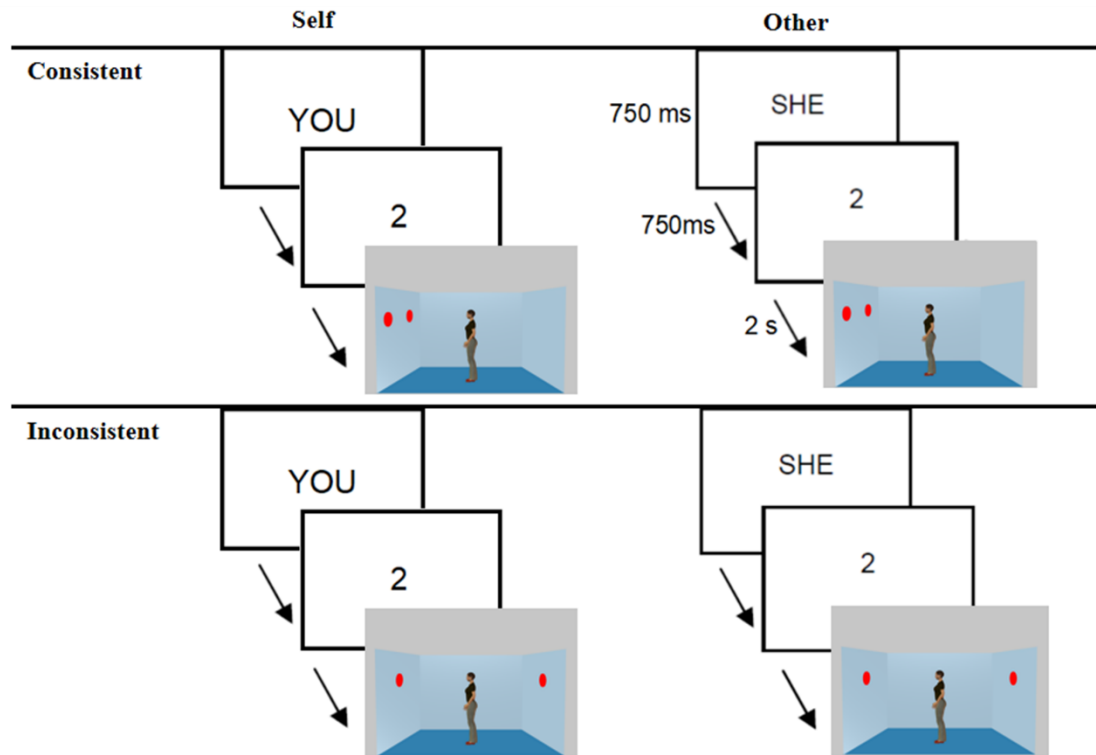 Self
Other
Consistent
YOU
2
750 ms
SHE
750ms
2
2 s
Inconsistent
YOU
2
SHE
2